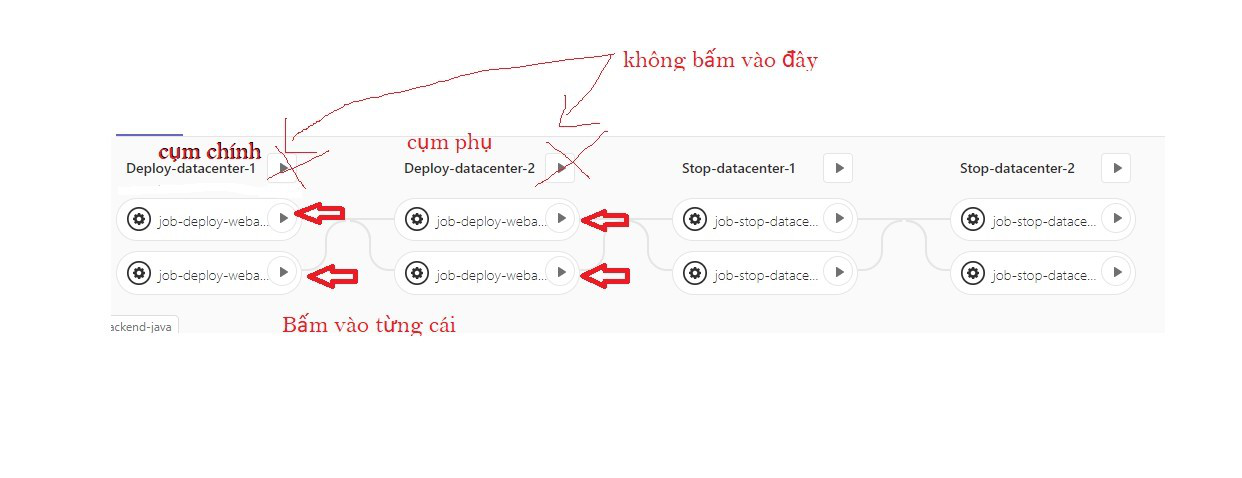 không bấm vào đây
cụm chính
cụm phụ
Deploy-datacenter-1
Deploy-datacenter-2
Stop-datacenter-1
Stop-datacenter-2
job-deploy-weba...
job-deploy-weba...
job-stop-datace...
job-stop-datace...
job-deploy-weba...
job-deploy-weba...
job-stop-datace...
job-stop-datace...
Bấm vào từng cái
ackend-java